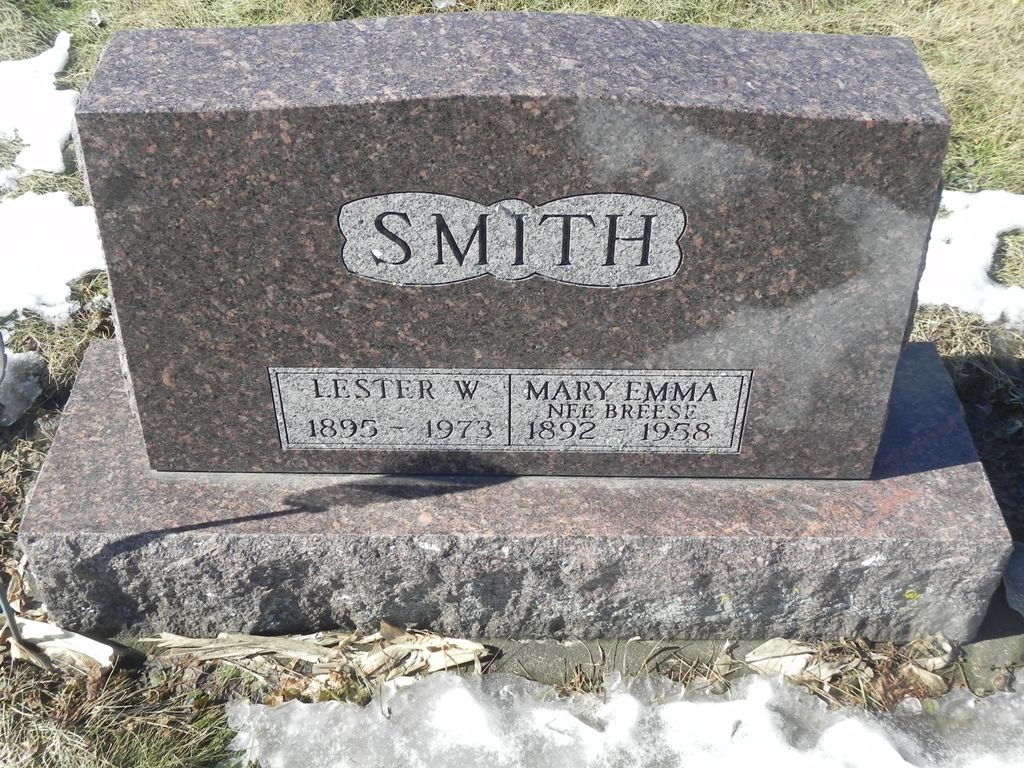 SMITH
LESTER W
1895 - 1973
MARY EMMA
NEE BREESE
1892 - 1958